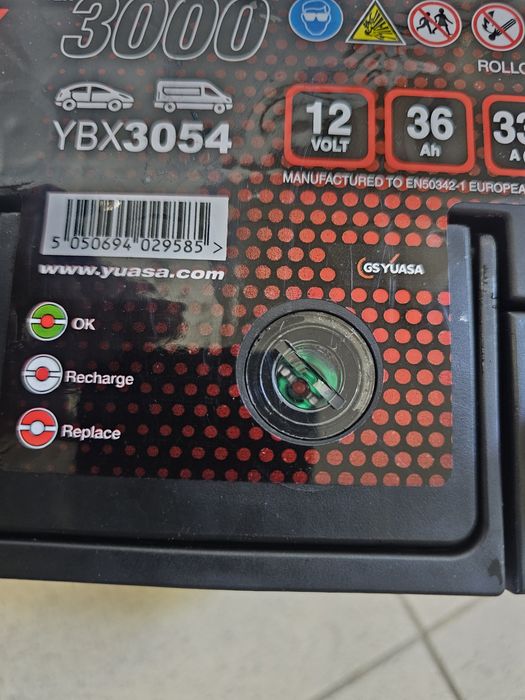 3000
ROLLO
YBX3054
12
VOLT
36
Ah
33
A
MANUFACTURED TO EN50342-1 EUROPEA
5 050694 029585 >
www.yuasa.com
GS YUASA
OK
Recharge
Replace